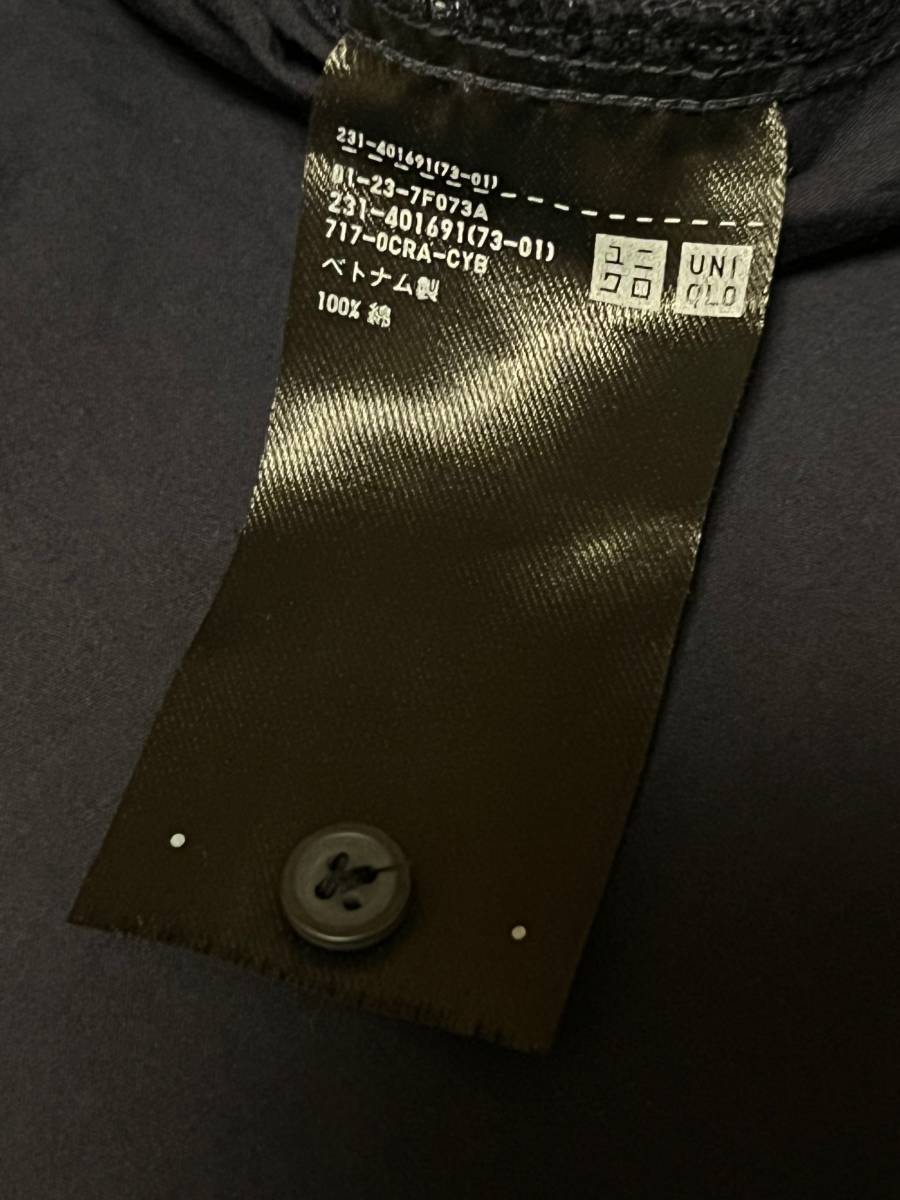 231-401691(73-01)
01-23-7F073A
231-401691(73-01)
717-0CRA-CYB
ベトナム製
100% 綿
ユニ
クロ
UNI
QLO